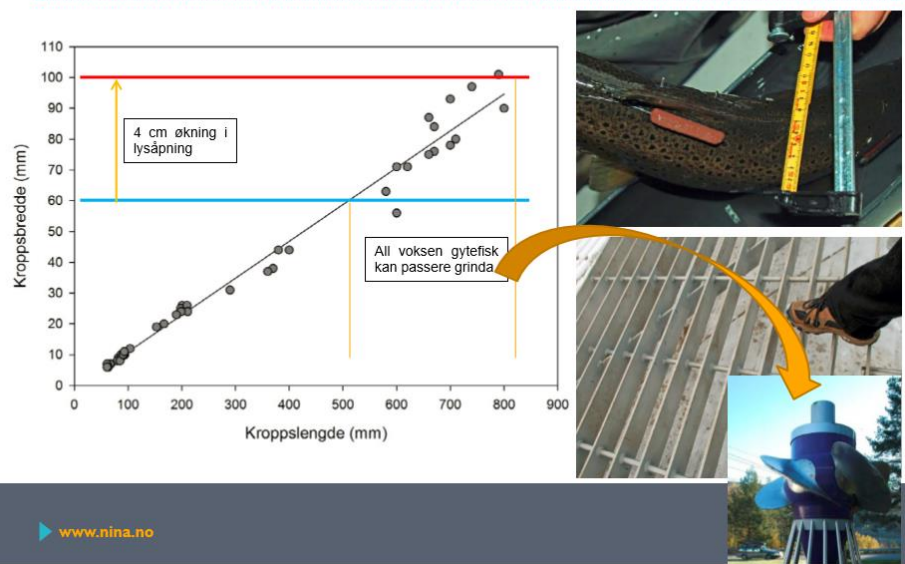 110
100
90
80
70
60
50
40
30
20
10
0
Kroppsbredde (mm)
4 cm økning i
lysåpning
All voksen gytefisk
kan passere grinda
0 100 200 300 400 500 600 700 800 900
Kroppslengde (mm)
www.nina.no